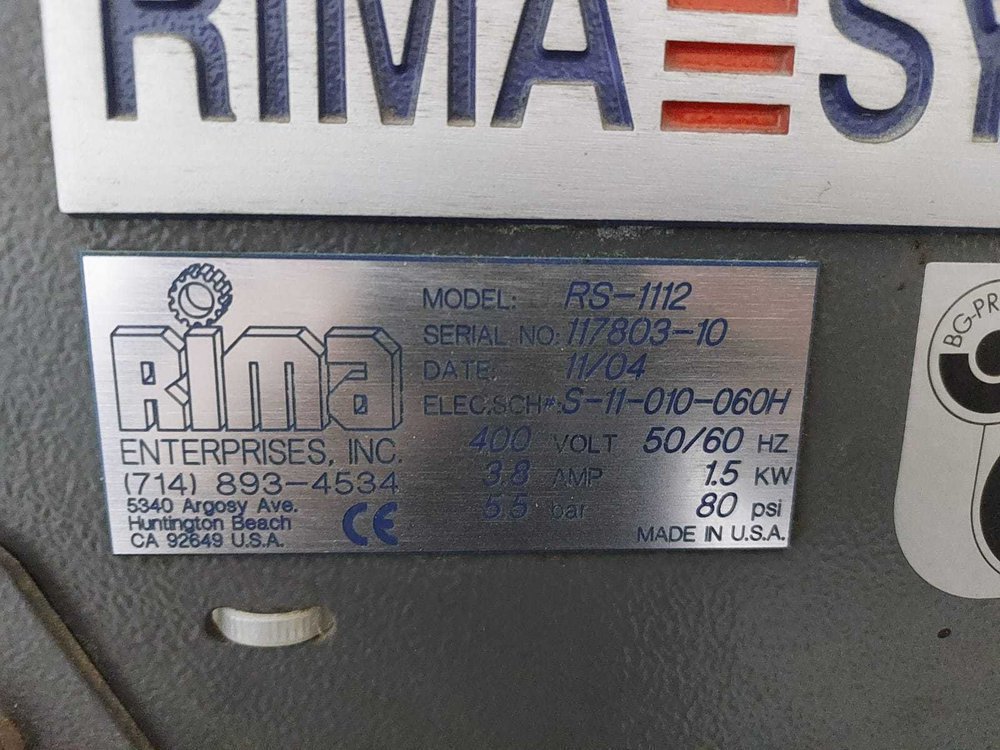 RIMA SY
Rima
ENTERPRISES, INC.
(714) 893-4534
5340 Argosy Ave.
Huntington Beach
CA 92649 U.S.A.
CE
MODEL: RS-1112
SERIAL NO: 117803-10
DATE: 11/04
ELEC.SCH#: S-11-010-060H
400 VOLT 50/60 HZ
3.8 AMP 1.5 KW
5.5 bar 80 psi
MADE IN U.S.A.
BG-PR